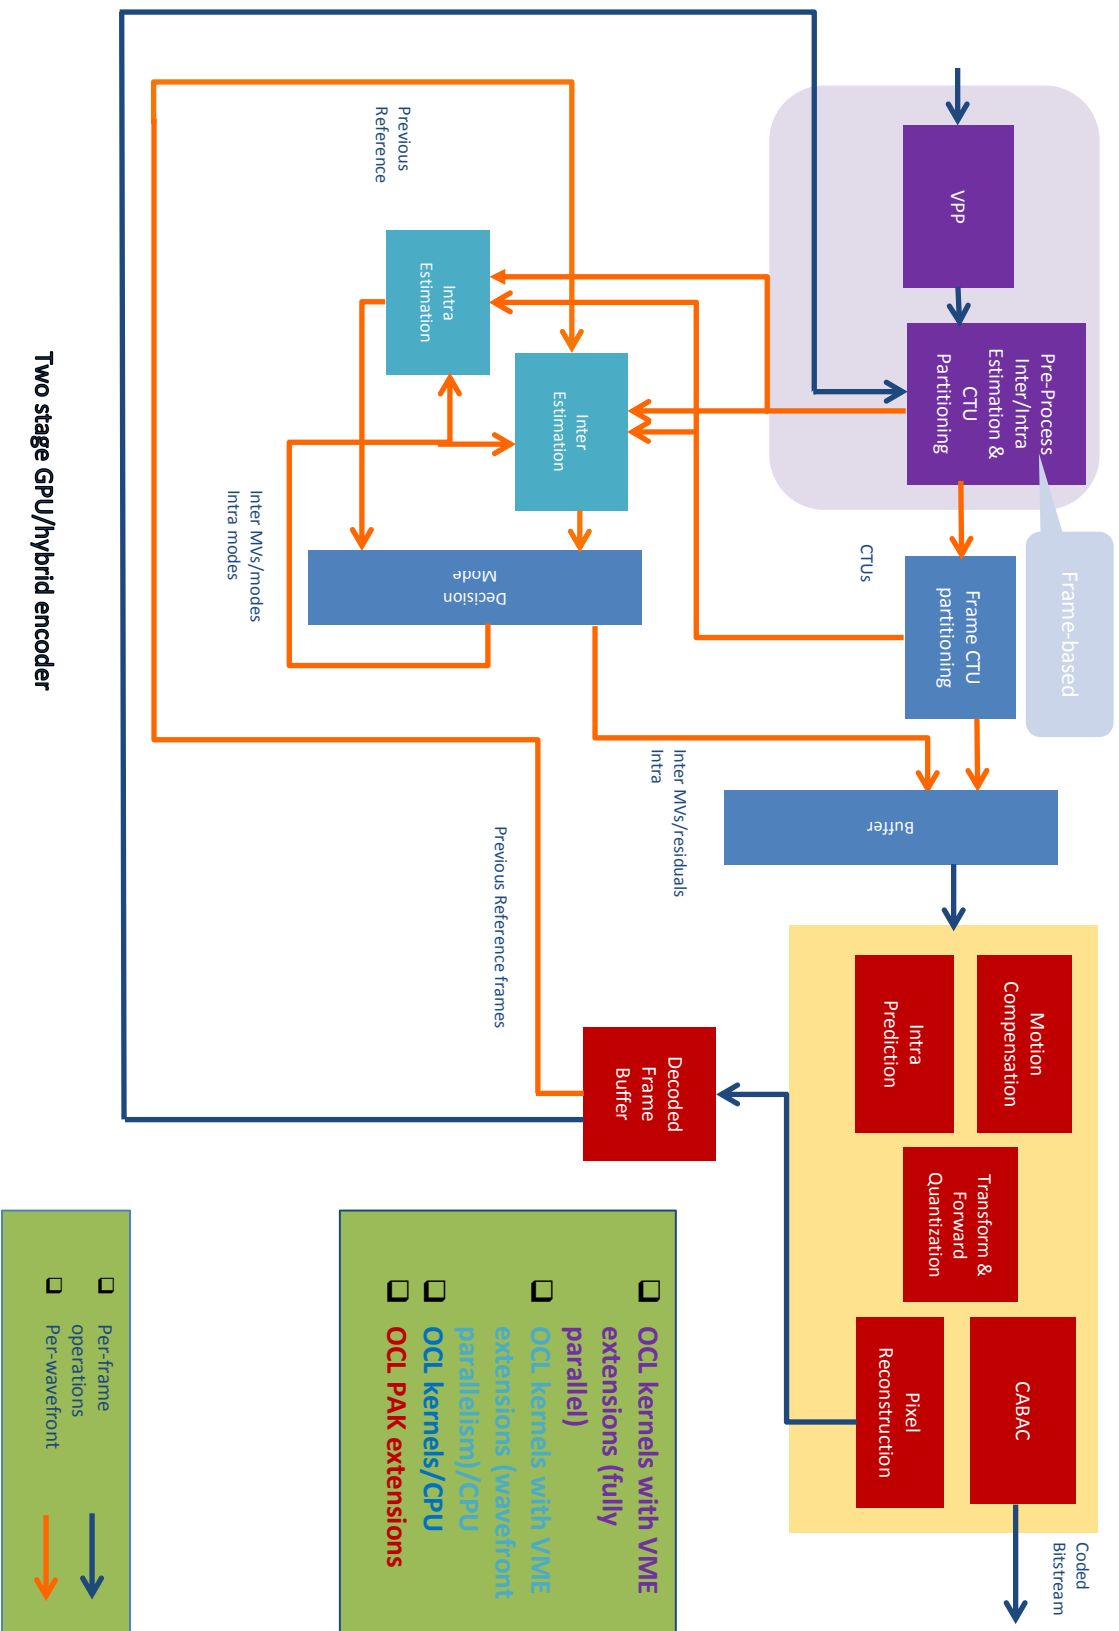 VPP
Pre-Process
Inter/Intra
Estimation &
CTU
Partitioning
Frame-based
CTUs
Frame CTU
partitioning
Buffer
Motion
Compensation
Intra
Prediction
Transform &
Forward
Quantization
CABAC
Pixel
Reconstruction
Coded
Bitstream
Previous
Reference
Intra
Estimation
Inter
Estimation
Decision
Mode
Inter MVs/modes
Intra modes
Inter MVs/residuals
Intra
Previous Reference frames
Decoded
Frame
Buffer
❑ OCL kernels with VME
extensions (fully
parallel)
❑ OCL kernels with VME
extensions (wavefront
parallelism)/CPU
❑ OCL kernels/CPU
❑ OCL PAK extensions
❑ Per-frame
operations
❑ Per-wavefront
Two stage GPU/hybrid encoder